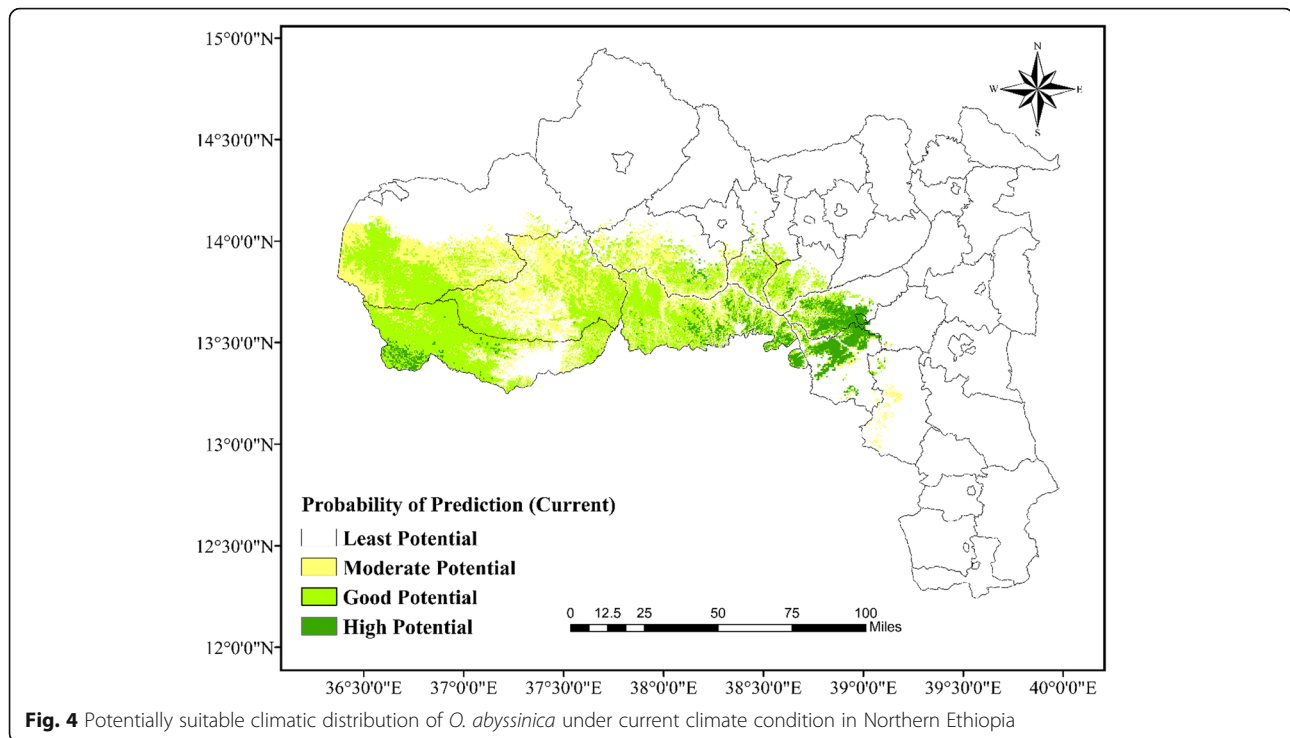 15°0'0"N
N
W E
S
14°30'0"N
14°0'0"N
13°30'0"N
13°0'0"N
12°30'0"N
12°0'0"N
Probability of Prediction (Current)
Least Potential
Moderate Potential
Good Potential
High Potential
0 12.5 25 50 75 100
Miles
36°30'0"E 37°0'0"E 37°30'0"E 38°0'0"E 38°30'0"E 39°0'0"E 39°30'0"E 40°0'0"E
Fig. 4 Potentially suitable climatic distribution of O. abyssinica under current climate condition in Northern Ethiopia